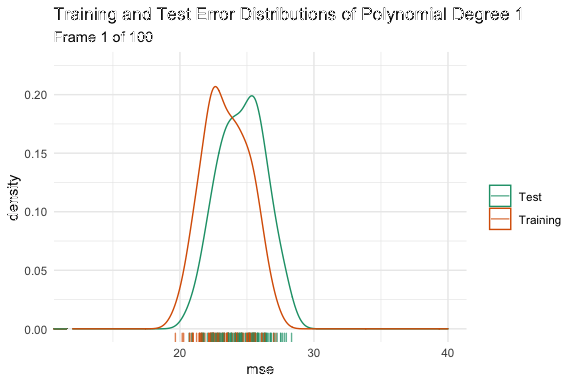 Training and Test Error Distributions of Polynomial Degree 1
Frame 1 of 100
density
0.20
0.15
0.10
0.05
0.00
20
30
40
mse
Test
Training